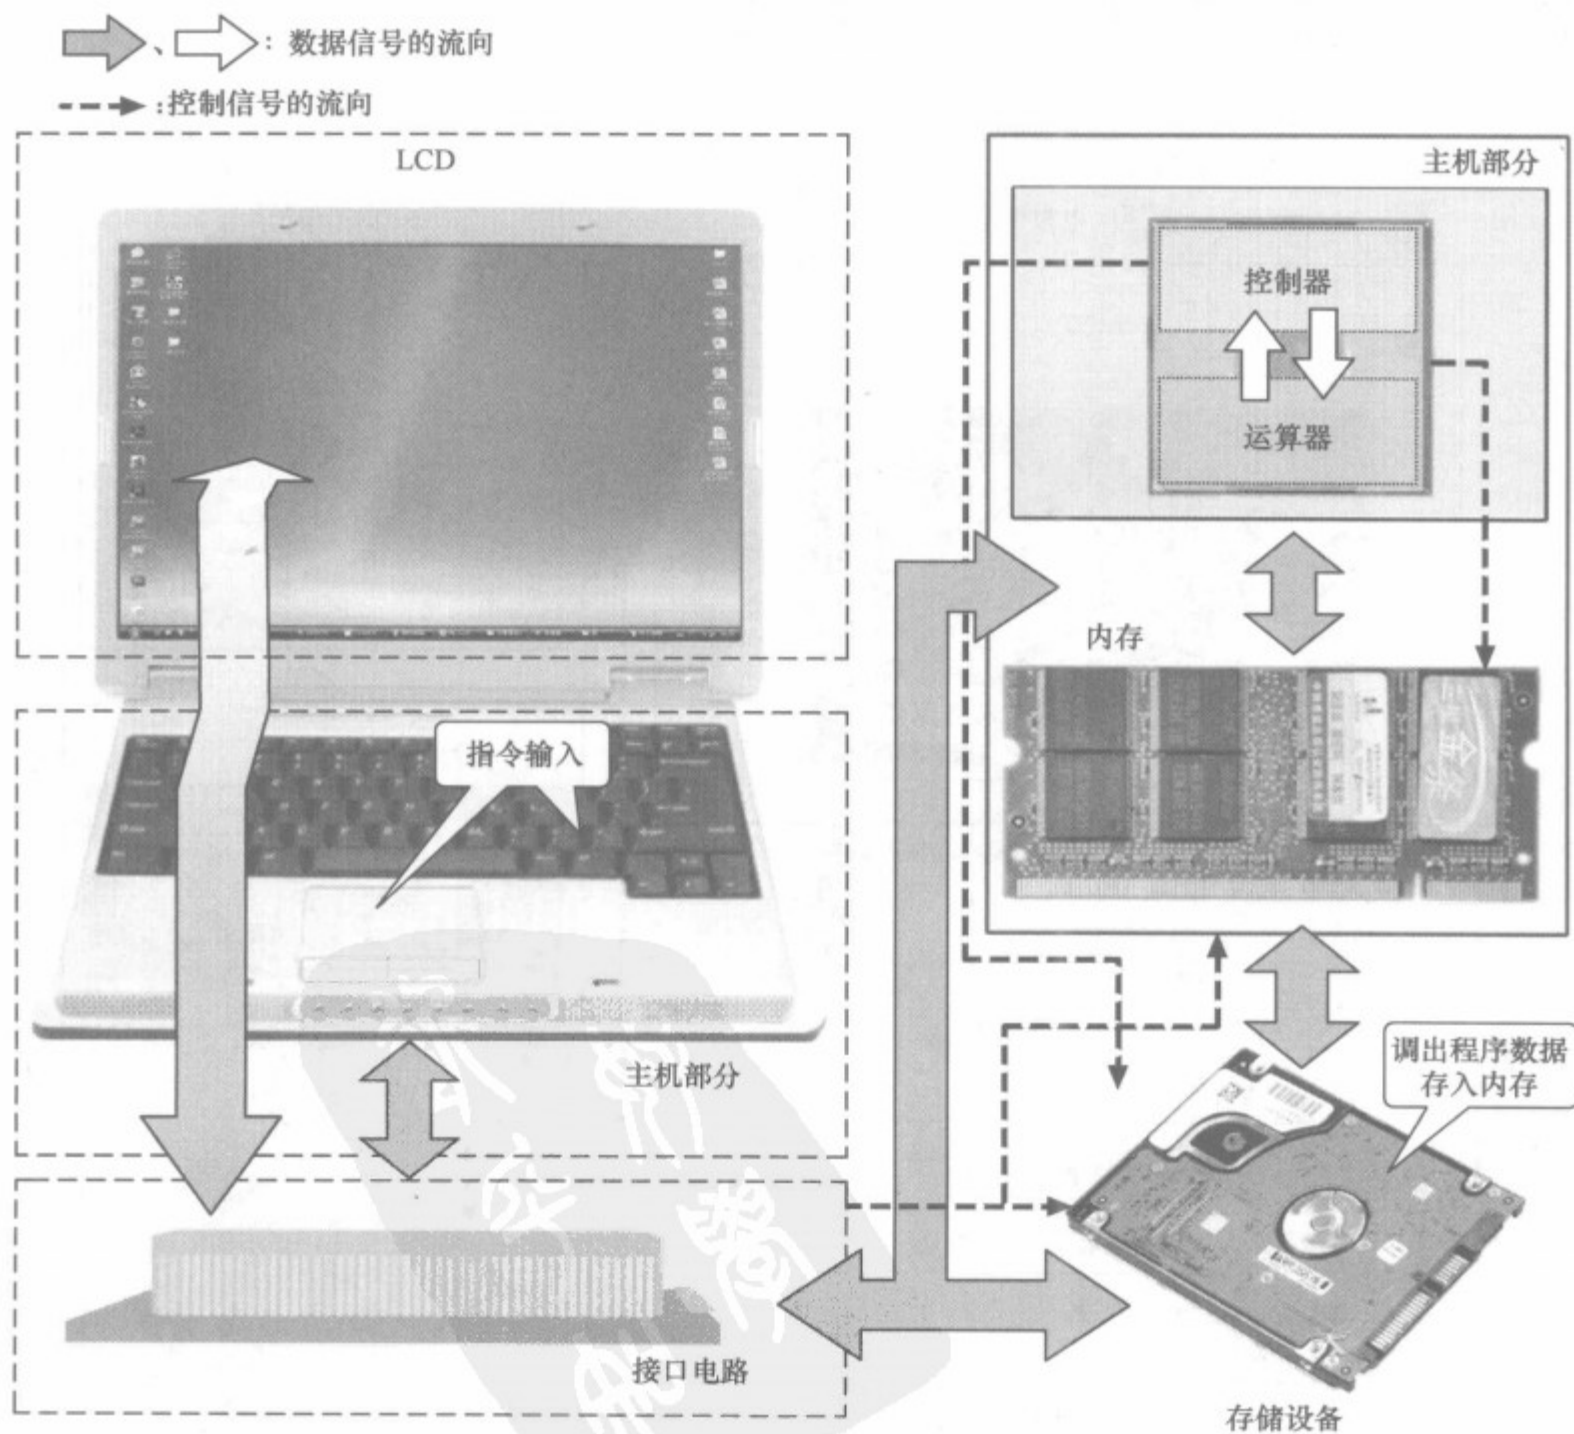 、 ：数据信号的流向
:控制信号的流向
LCD
主机部分
控制器
运算器
内存
指令输入
主机部分
调出程序数据
存入内存
接口电路
存储设备